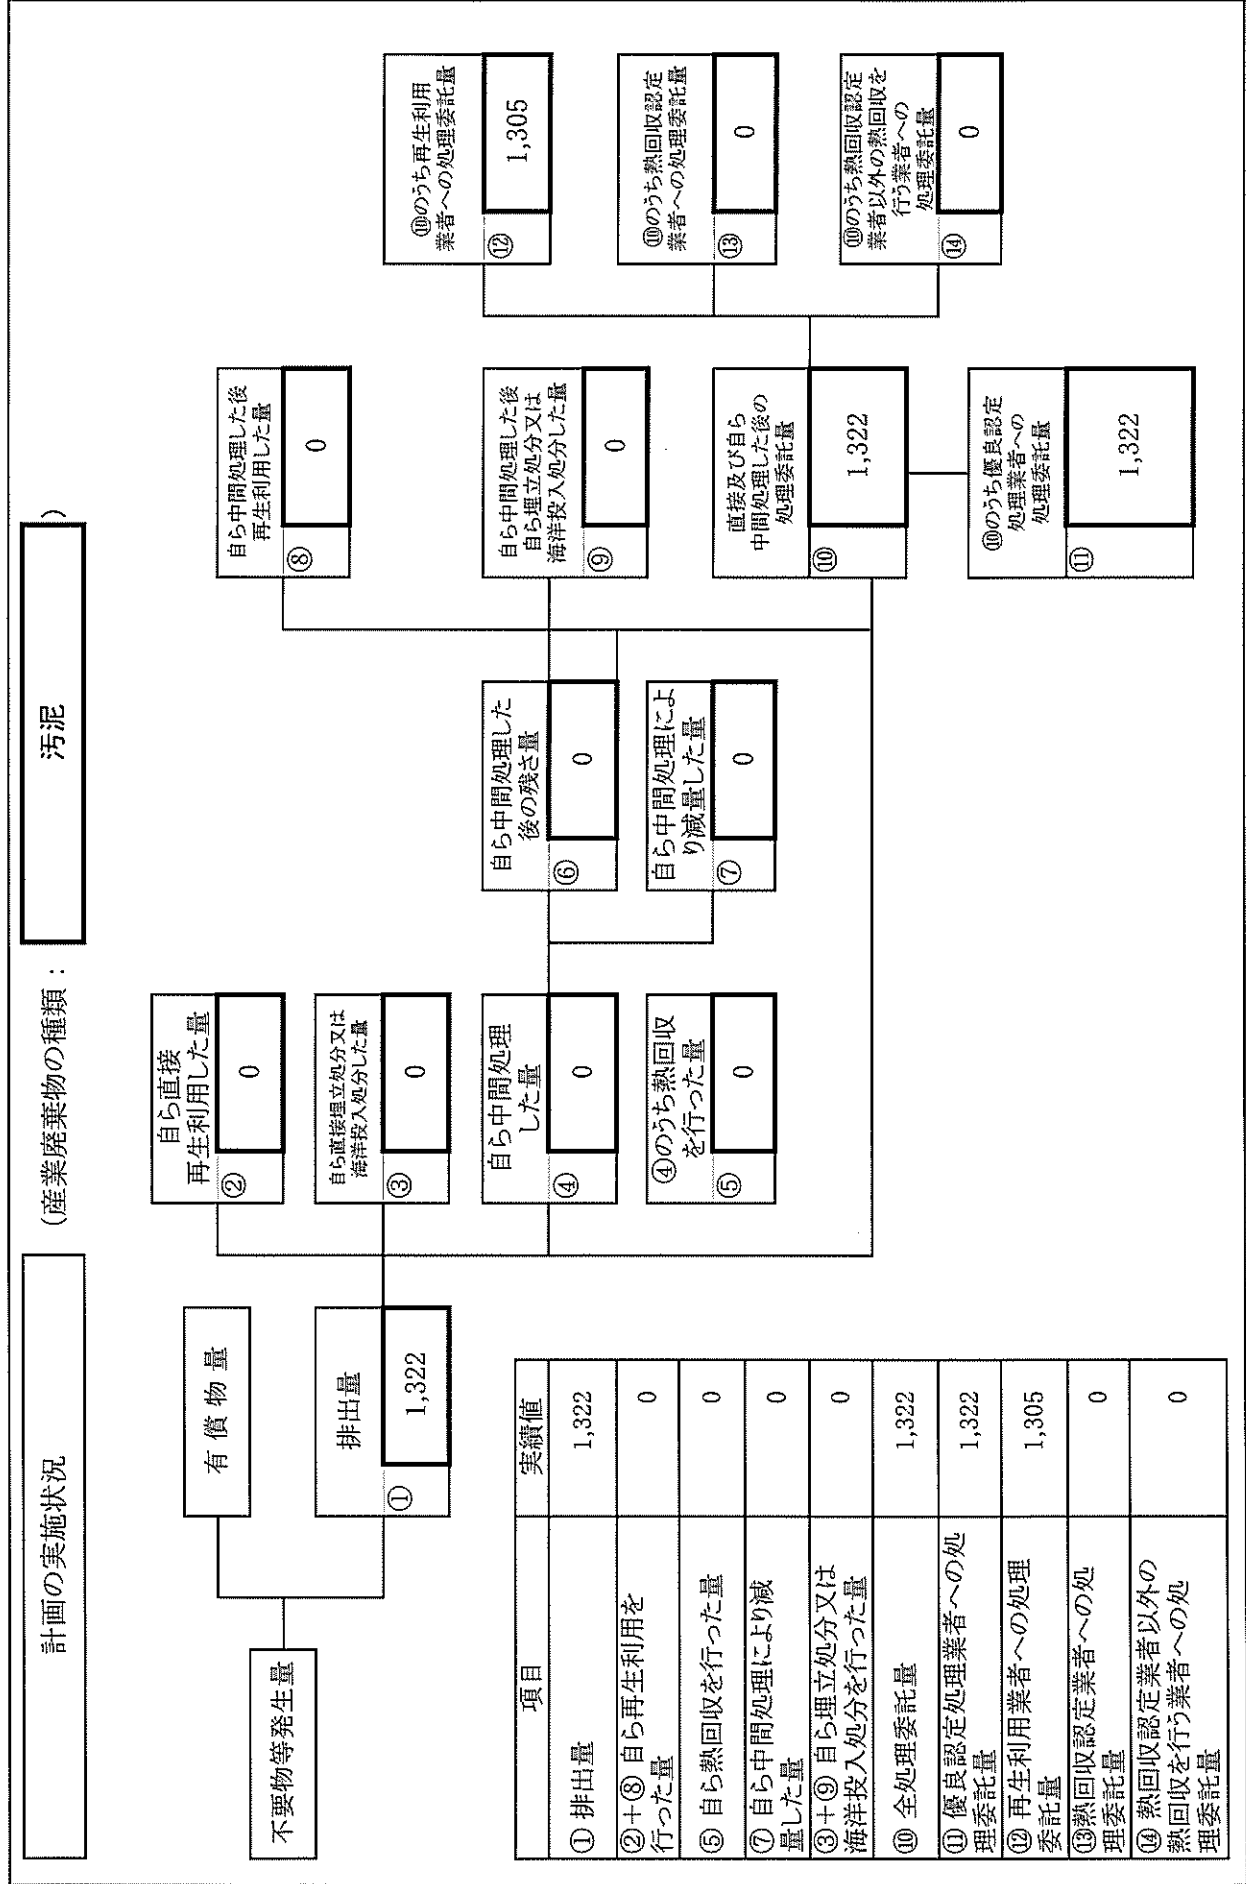 計画の実施状況
(産業廃棄物の種類:
汚泥
)
不要物等発生量
有 償 物 量
排出量
①
1,322
自ら直接
再生利用した量
②
0
自ら直接埋立処分又は
海洋投入処分した量
③
0
自ら中間処理
した量
④
0
④のうち熱回収
を行った量
⑤
0
自ら中間処理した
後の残さ量
⑥
0
自ら中間処理によ
り減量した量
⑦
0
自ら中間処理した後
再生利用した量
⑧
0
自ら中間処理した後
自ら埋立処分又は
海洋投入処分した量
⑨
0
直接及び自ら
中間処理した後の
処理委託量
⑩
1,322
⑩のうち優良認定
処理業者への
処理委託量
⑪
1,322
⑩のうち再生利用
業者への処理委託量
⑫
1,305
⑩のうち熱回収認定
業者への処理委託量
⑬
0
⑩のうち熱回収認定
業者以外の熱回収を
行う業者への
処理委託量
⑭
0
項目 実績値
① 排出量 1,322
②+⑧ 自ら再生利用を
行った量 0
⑤ 自ら熱回収を行った量 0
⑦ 自ら中間処理により減
量した量 0
③+⑨ 自ら埋立処分又は
海洋投入処分を行った量 0
⑩ 全処理委託量 1,322
⑪ 優良認定処理業者への処
理委託量 1,322
⑫ 再生利用業者への処理
委託量 1,305
⑬熱回収認定業者への処
理委託量 0
⑭ 熱回収認定業者以外の
熱回収を行う業者への処
理委託量 0